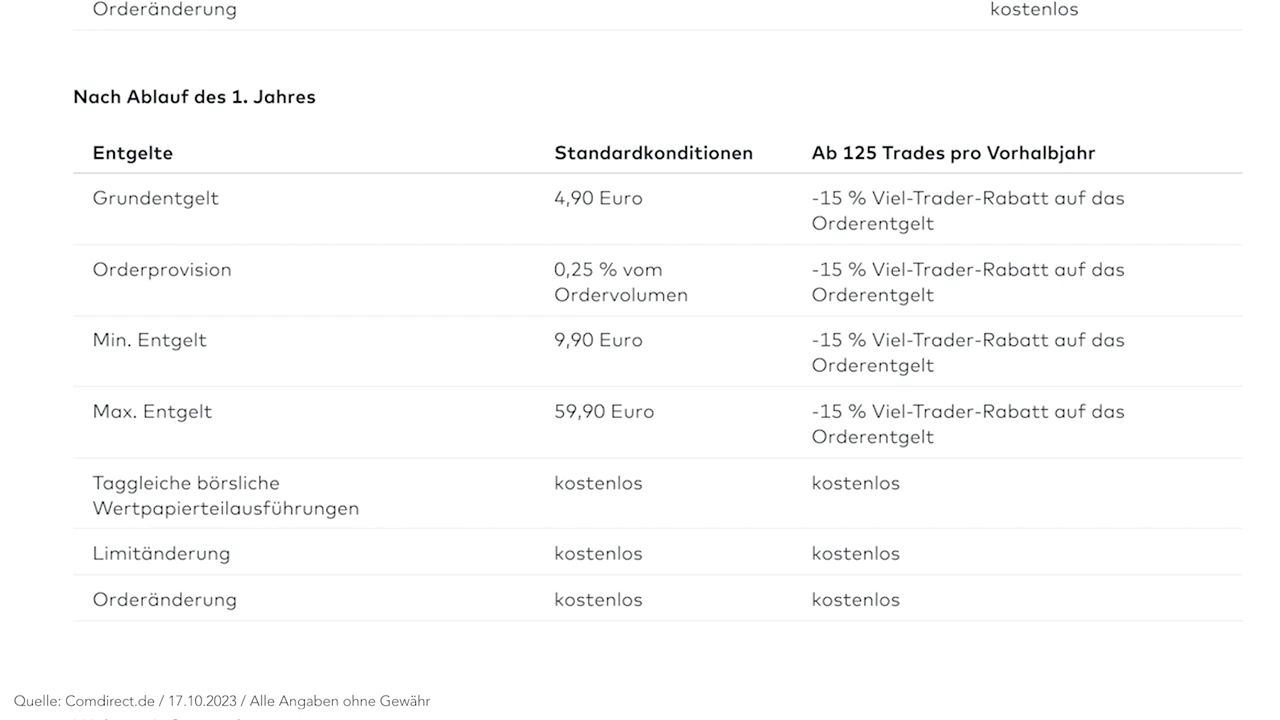 Orderänderung kostenlos
Nach Ablauf des 1. Jahres
Entgelte Standardkonditionen Ab 125 Trades pro Vorhalbjahr
Grundentgelt 4,90 Euro -15 % Viel-Trader-Rabatt auf das
Orderentgelt
Orderprovision 0,25 % vom -15 % Viel-Trader-Rabatt auf das
Ordervolumen Orderentgelt
Min. Entgelt 9,90 Euro -15 % Viel-Trader-Rabatt auf das
Orderentgelt
Max. Entgelt 59,90 Euro -15 % Viel-Trader-Rabatt auf das
Orderentgelt
Taggleiche börsliche kostenlos kostenlos
Wertpapierteilausführungen
Limitänderung kostenlos kostenlos
Orderänderung kostenlos kostenlos
Quelle: Comdirect.de / 17.10.2023 / Alle Angaben ohne Gewähr